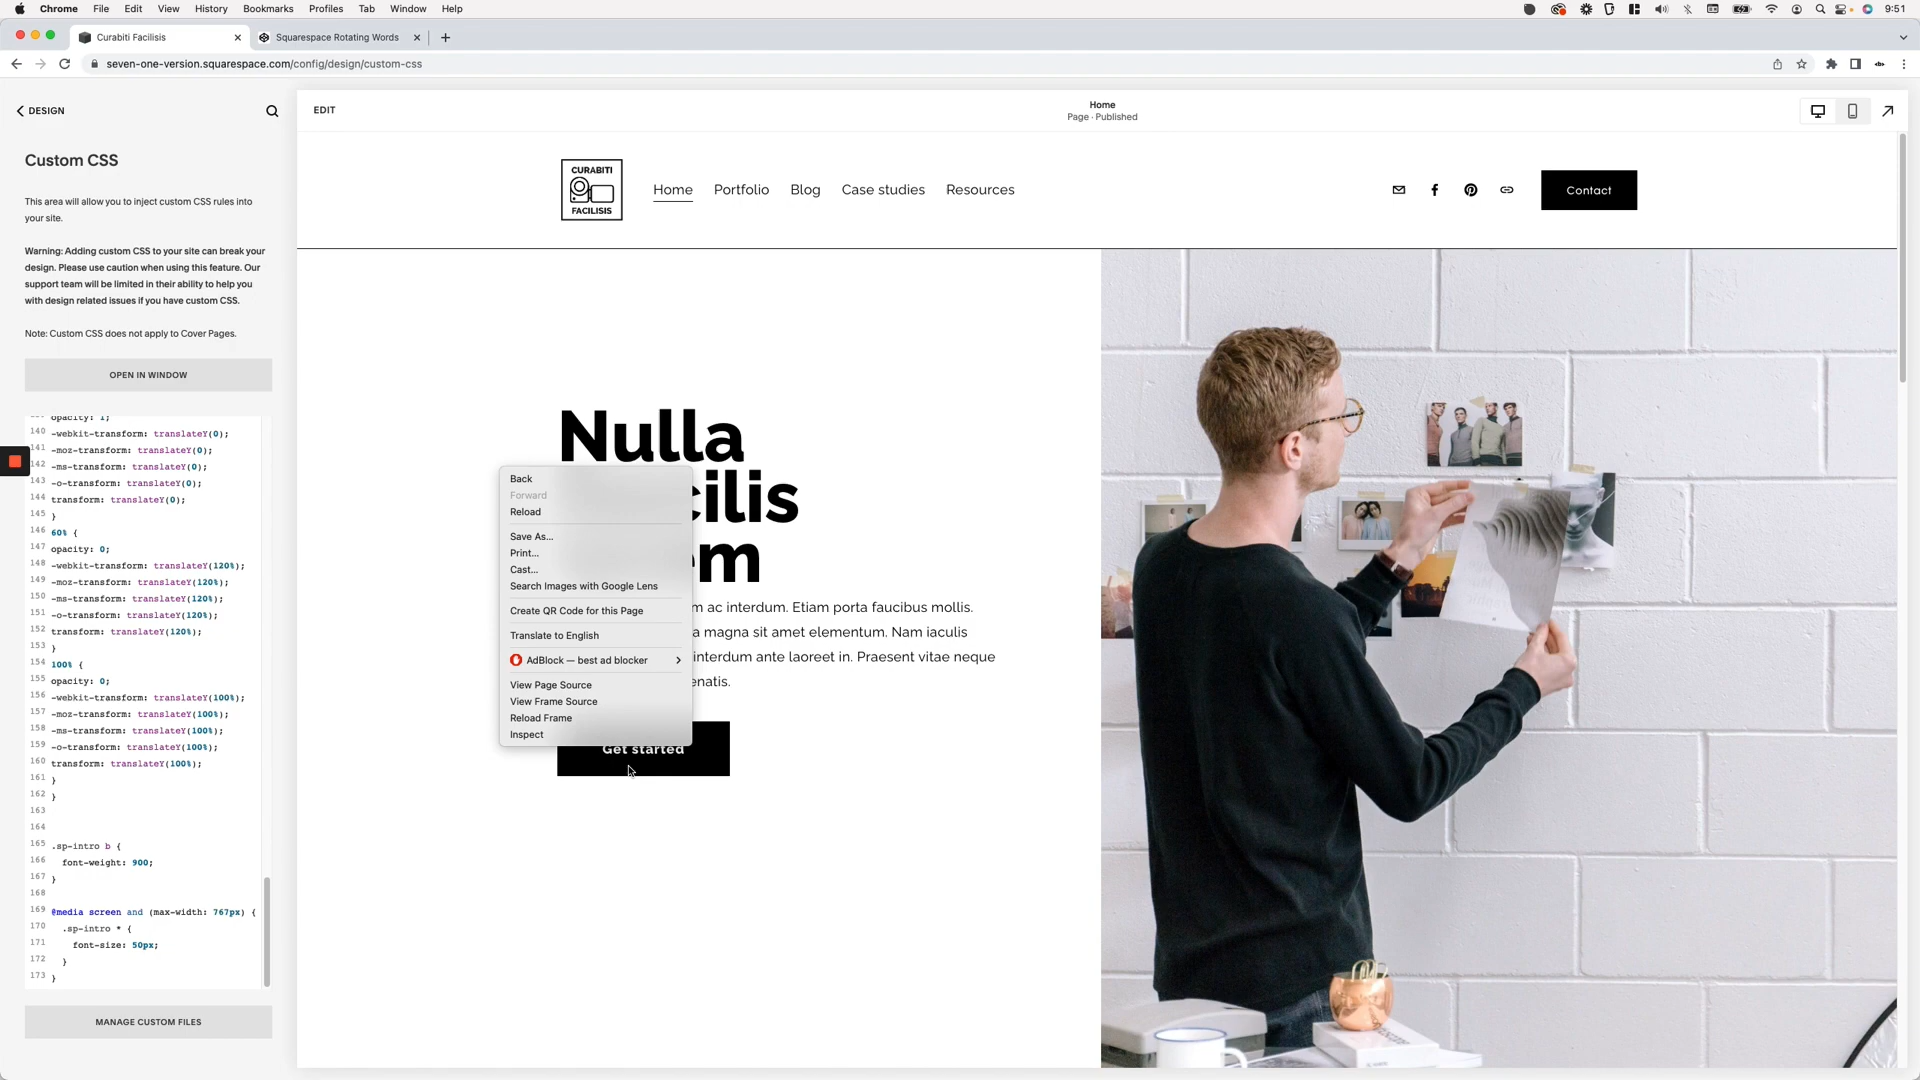 Chrome File Edit View History Bookmarks Profiles Tab Window Help
9:51
Curabiti Facilisis
Squarespace Rotating Words
seven-one-version.squarespace.com/config/design/custom-css
DESIGN
Custom CSS
This area will allow you to inject custom CSS rules into
your site.
Warning: Adding custom CSS to your site can break your
design. Please use caution when using this feature. Our
support team will be limited in their ability to help you
with design related issues if you have custom CSS.
Note: Custom CSS does not apply to Cover Pages.
OPEN IN WINDOW
opacity: 1;
140 -webkit-transform: translateY(0);
141 -moz-transform: translateY(0);
142 -ms-transform: translateY(0);
143 -o-transform: translateY(0);
144 transform: translateY(0);
145 }
146 60% {
147 opacity: 0;
148 -webkit-transform: translateY(120%);
149 -moz-transform: translateY(120%);
150 -ms-transform: translateY(120%);
151 -o-transform: translateY(120%);
152 transform: translateY(120%);
153 }
154 100% {
155 opacity: 0;
156 -webkit-transform: translateY(100%);
157 -moz-transform: translateY(100%);
158 -ms-transform: translateY(100%);
159 -o-transform: translateY(100%);
160 transform: translateY(100%);
161 }
162 }
163
164
165 .sp-intro b {
166 font-weight: 900;
167 }
168
169 @media screen and (max-width: 767px) {
170 .sp-intro * {
171 font-size: 50px;
172 }
173 }
MANAGE CUSTOM FILES
EDIT
Home
Page · Published
CURABITI
FACILISIS
Home Portfolio Blog Case studies Resources
Contact
Nulla
cilis
m
m ac interdum. Etiam porta faucibus mollis.
a magna sit amet elementum. Nam iaculis
interdum ante laoreet in. Praesent vitae neque
enatis.
Get started
Back
Forward
Reload
Save As...
Print...
Cast...
Search Images with Google Lens
Create QR Code for this Page
Translate to English
AdBlock — best ad blocker
View Page Source
View Frame Source
Reload Frame
Inspect